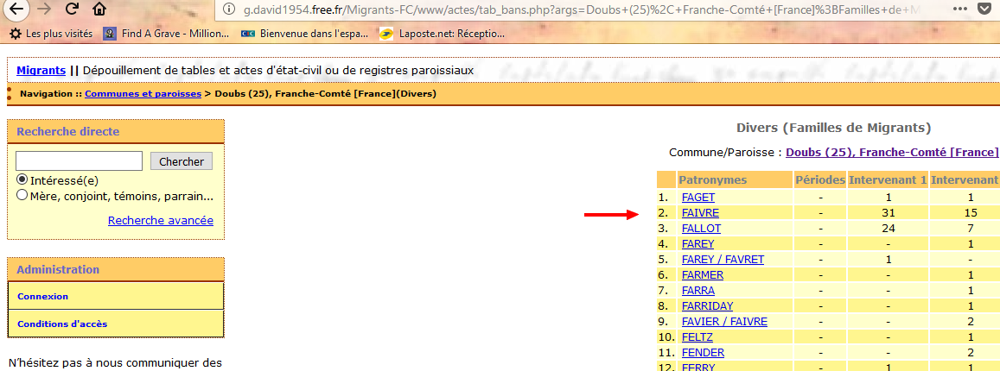 g.david1954.free.fr/Migrants-FC/www/actes/tab_bans.php?args=Doubs+(25)%2C+Franche-Comté+[France]%3BFamilles+de+M
Les plus visités Find A Grave - Million... Bienvenue dans l'espa... Laposte.net: Réceptio...
Migrants || Dépouillement de tables et actes d'état-civil ou de registres paroissiaux
Navigation :: Communes et paroisses > Doubs (25), Franche-Comté [France](Divers)
Recherche directe
Chercher
Intéressé(e)
Mère, conjoint, témoins, parrain...
Recherche avancée
Administration
Connexion
Conditions d'accès
N'hésitez pas à nous communiquer des
Divers (Familles de Migrants)
Commune/Paroisse : Doubs (25), Franche-Comté [France]
Patronymes Périodes Intervenant 1 Intervenant
1. FAGET - 1 1
2. FAIVRE - 31 15
3. FALLOT - 24 7
4. FAREY - - 1
5. FAREY / FAVRET - 1 -
6. FARMER - - 1
7. FARRA - - 1
8. FARRIDAY - - 1
9. FAVIER / FAIVRE - - 2
10. FELTZ - - 1
11. FENDER - - 2
12. FERRY - 1 1